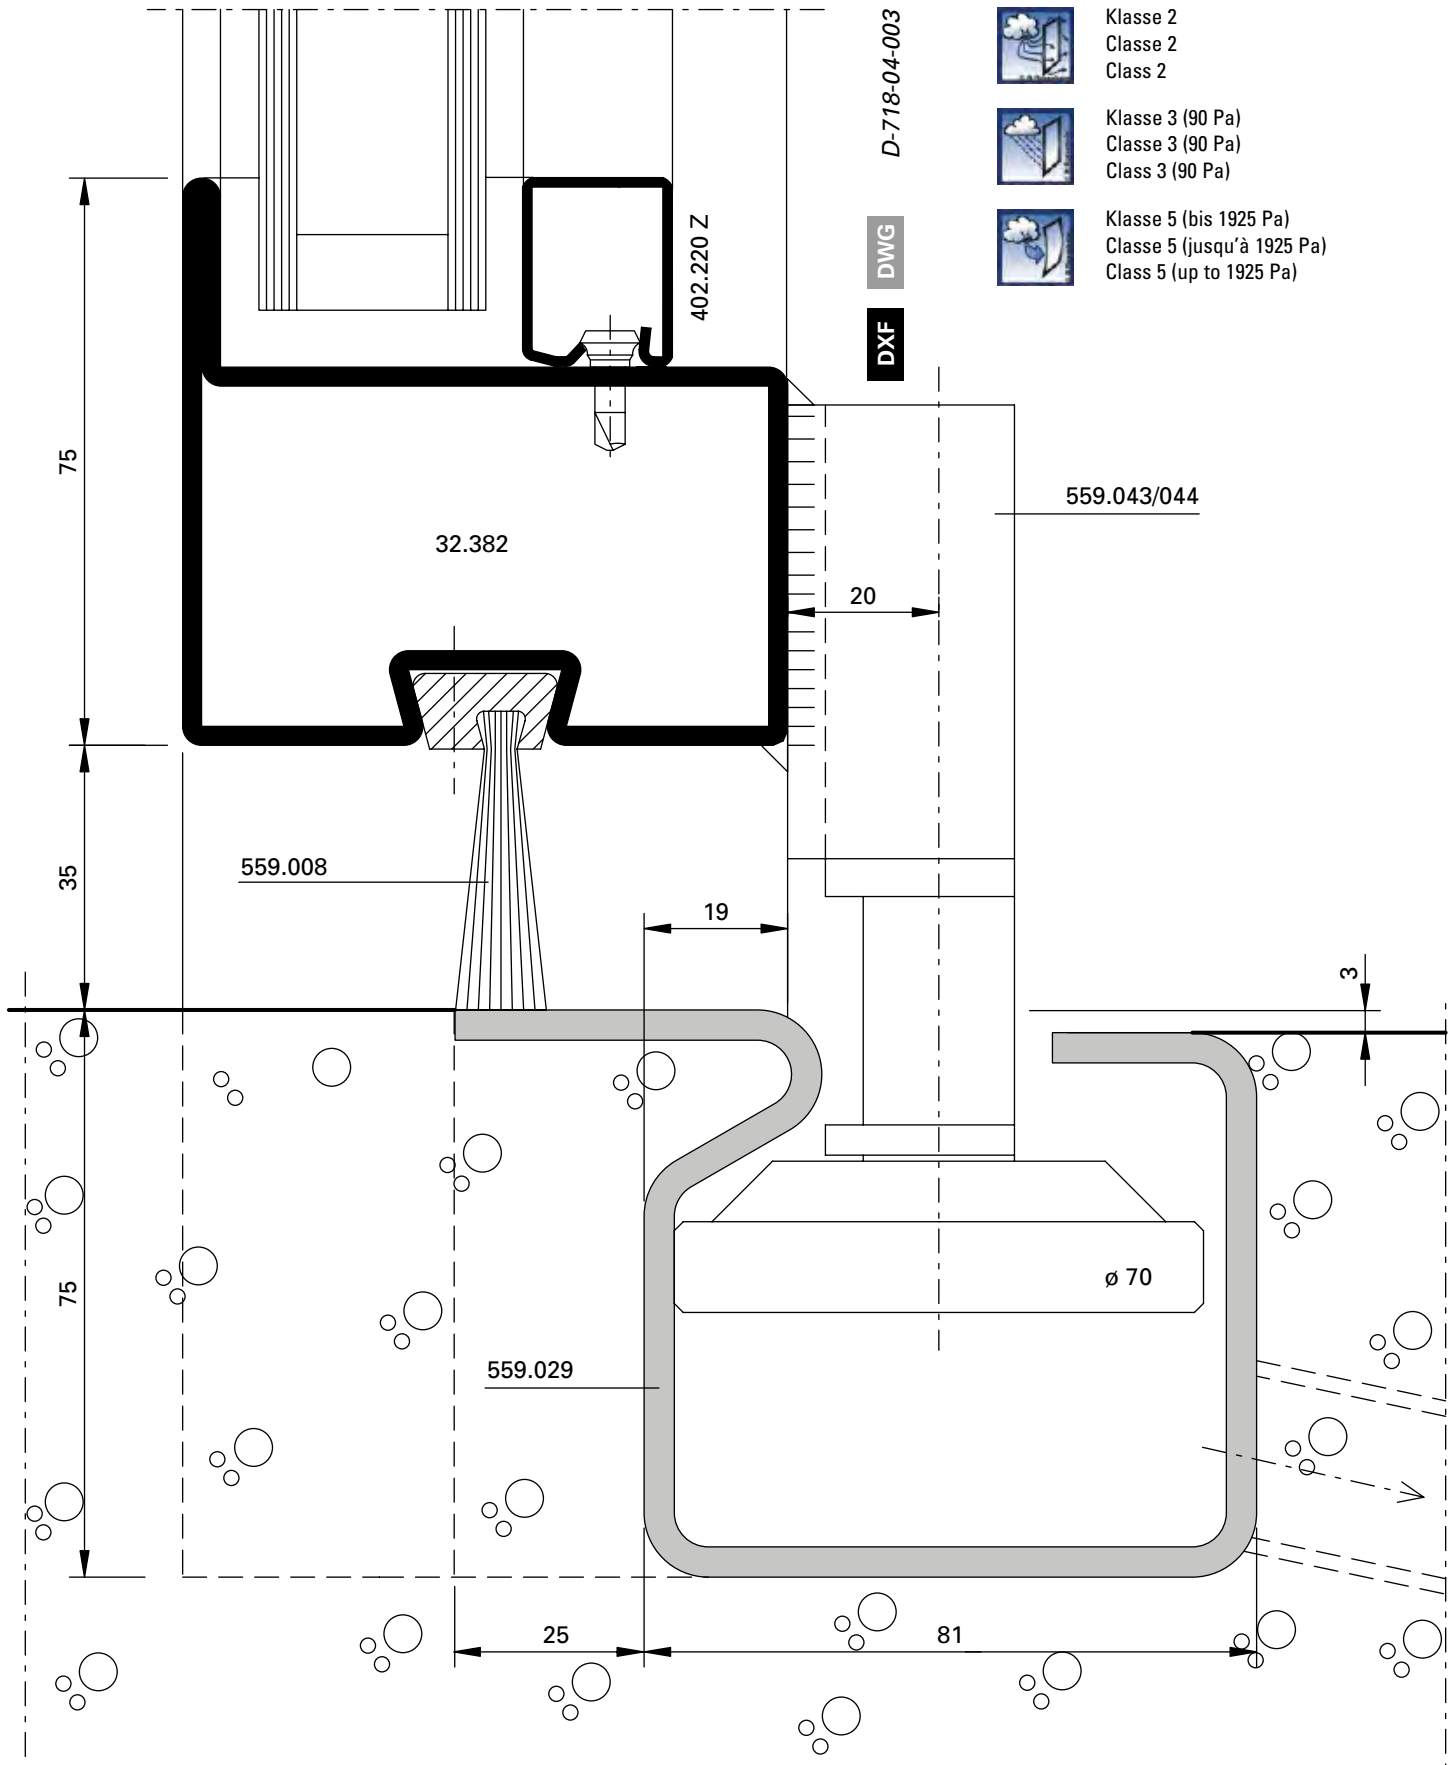 D-718-04-003
Klasse 2
Classe 2
Class 2
Klasse 3 (90 Pa)
Classe 3 (90 Pa)
Class 3 (90 Pa)
Klasse 5 (bis 1925 Pa)
Classe 5 (jusqu'à 1925 Pa)
Class 5 (up to 1925 Pa)
DWG
DXF
402.220 Z
75
559.043/044
32.382
20
35
559.008
19
3
75
ø 70
559.029
25
81